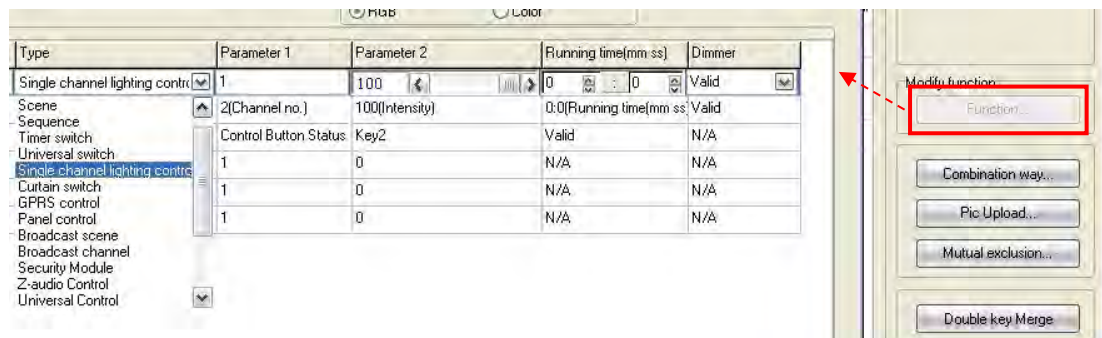 RGB Color
Type Parameter 1 Parameter 2 Running time(mm ss) Dimmer
Single channel lighting contro 1 100 0 : 0 Valid
Scene 2(Channel no.) 100(Intensity) 0:0(Running time(mm ss) Valid
Sequence
Timer switch Control Button Status Key2 Valid N/A
Universal switch
Single channel lighting contro 1 0 N/A N/A
Curtain switch 1 0 N/A N/A
GPRS control
Panel control 1 0 N/A N/A
Broadcast scene
Broadcast channel
Security Module
Z-audio Control
Universal Control
Modify function
Function...
Combination way...
Pic Upload...
Mutual exclusion...
Double key Merge